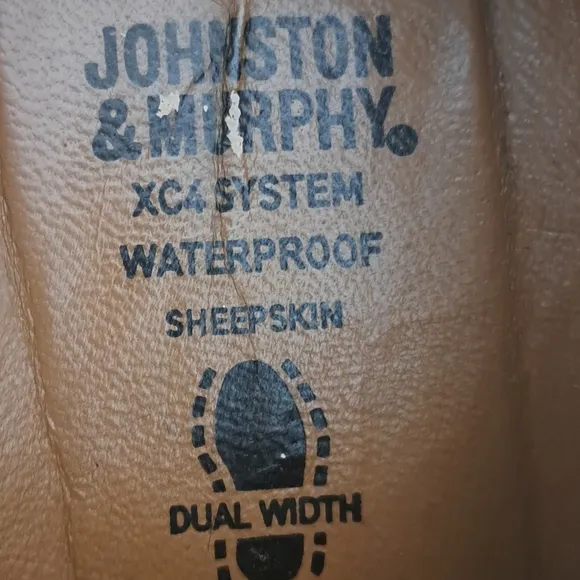 JOHNSTON
& MURPHY®
XC4 SYSTEM
WATERPROOF
SHEEPSKIN
DUAL WIDTH